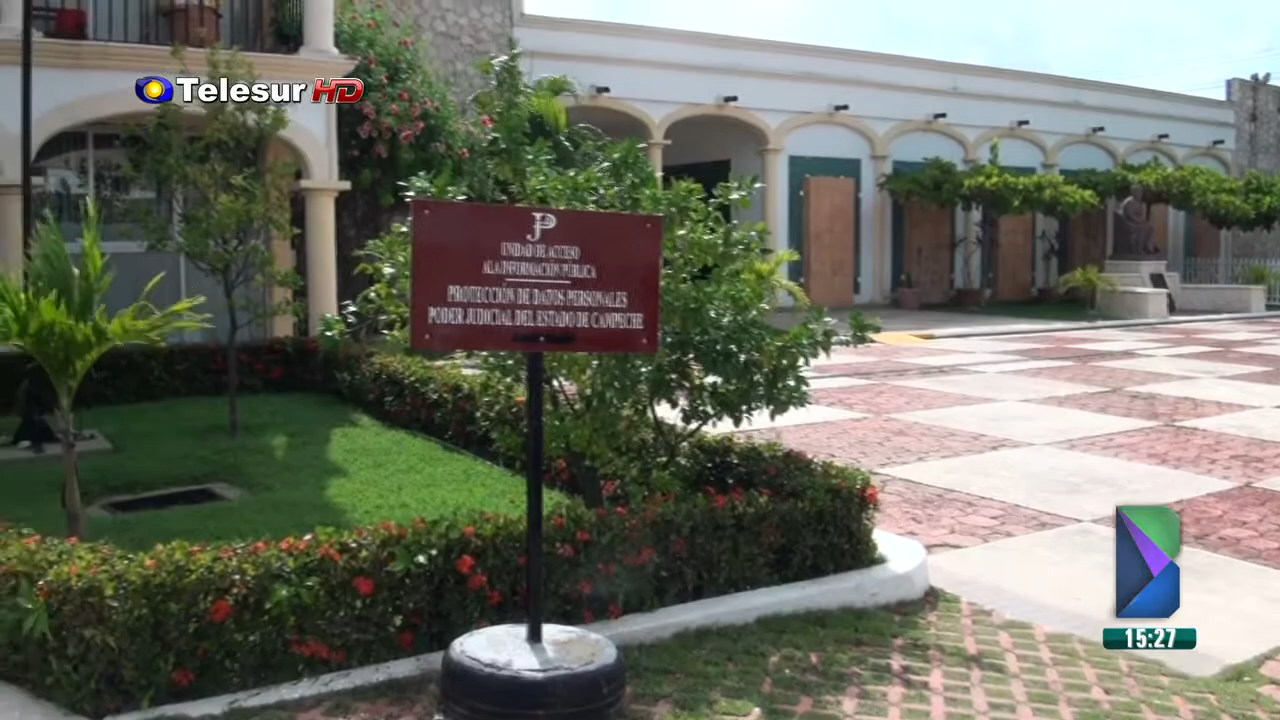 Telesur HD
JP
UNIDAD DE ACCESO
A LA INFORMACIÓN PÚBLICA
PROTECCIÓN DE DATOS PERSONALES
PODER JUDICIAL DEL ESTADO DE CAMPECHE
15:27